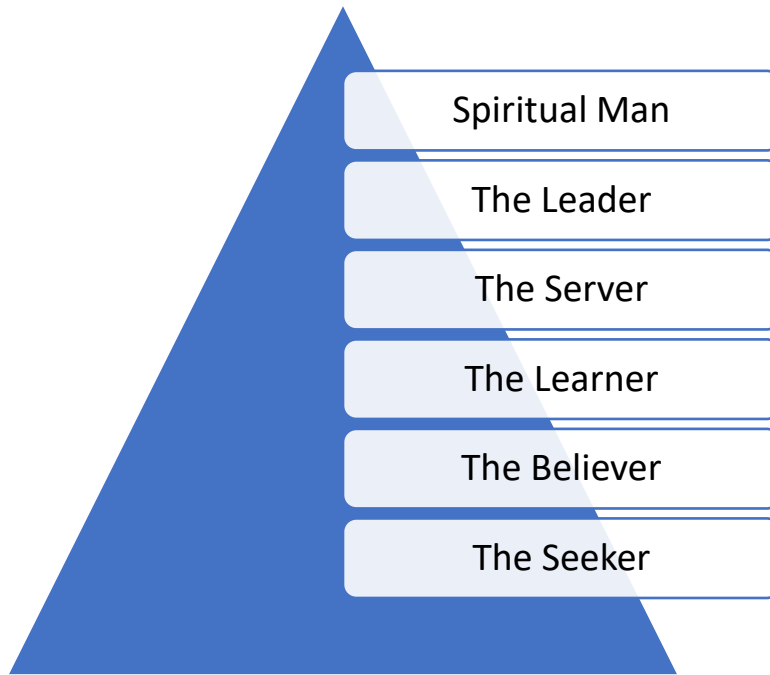 Spiritual Man
The Leader
The Server
The Learner
The Believer
The Seeker